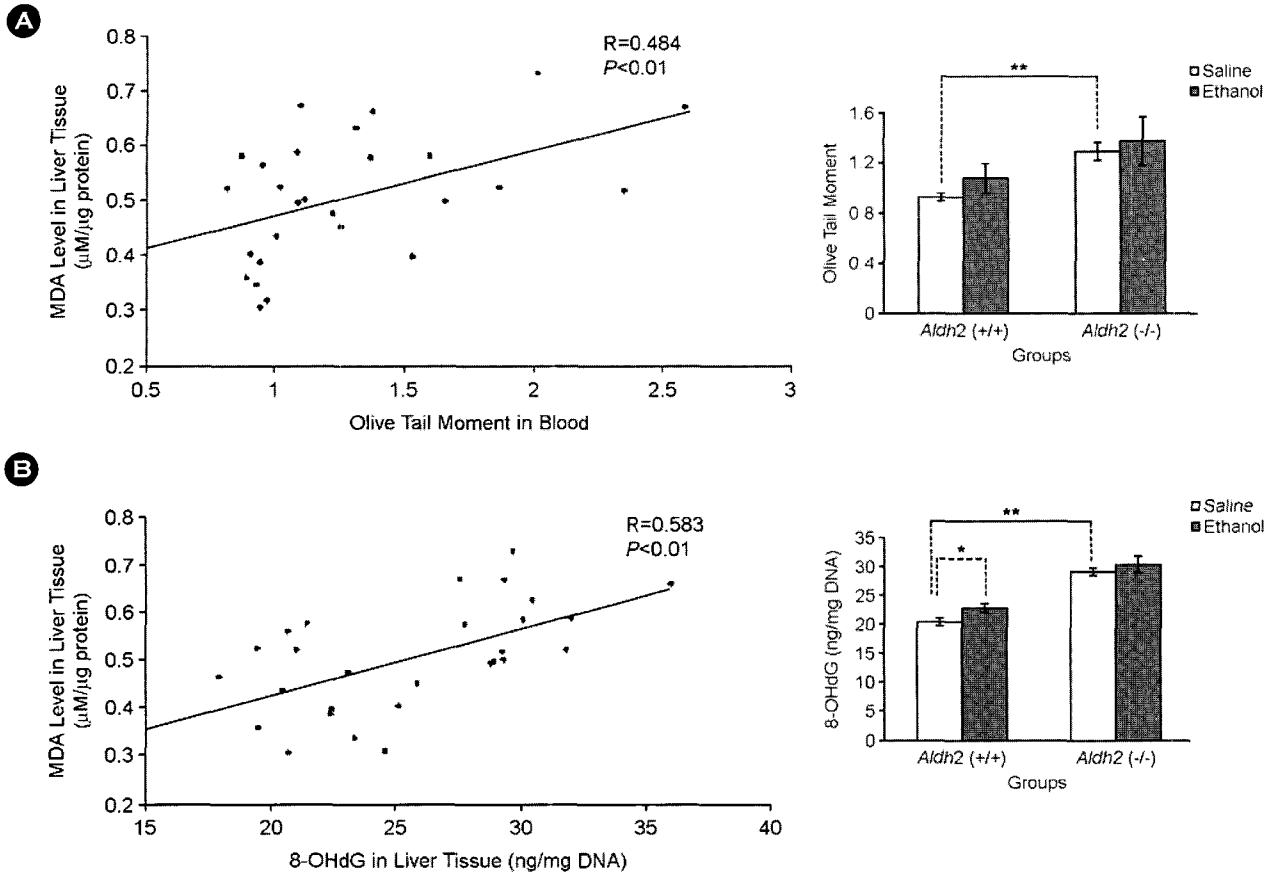 A
0.8
0.7
0.6
0.5
0.4
0.3
0.2
MDA Level in Liver Tissue
(μM/μg protein)
R=0.484
P<0.01
0.5
1
1.5
2
2.5
3
Olive Tail Moment in Blood
**
Saline
Ethanol
1.6
1.2
0.8
0 4
0
Olive Tail Moment
Aldh2 (+/+)
Aldh2 (-/-)
Groups
B
0.8
0.7
0.6
0.5
0.4
0.3
0.2
MDA Level in Liver Tissue
(μM/μg protein)
R=0.583
P<0.01
15
20
25
30
35
40
8-OHdG in Liver Tissue (ng/mg DNA)
**
*
Saline
Ethanol
35
30
25
20
15
10
5
0
8-OHdG (ng/mg DNA)
Aldh2 (+/+)
Aldh2 (-/-)
Groups